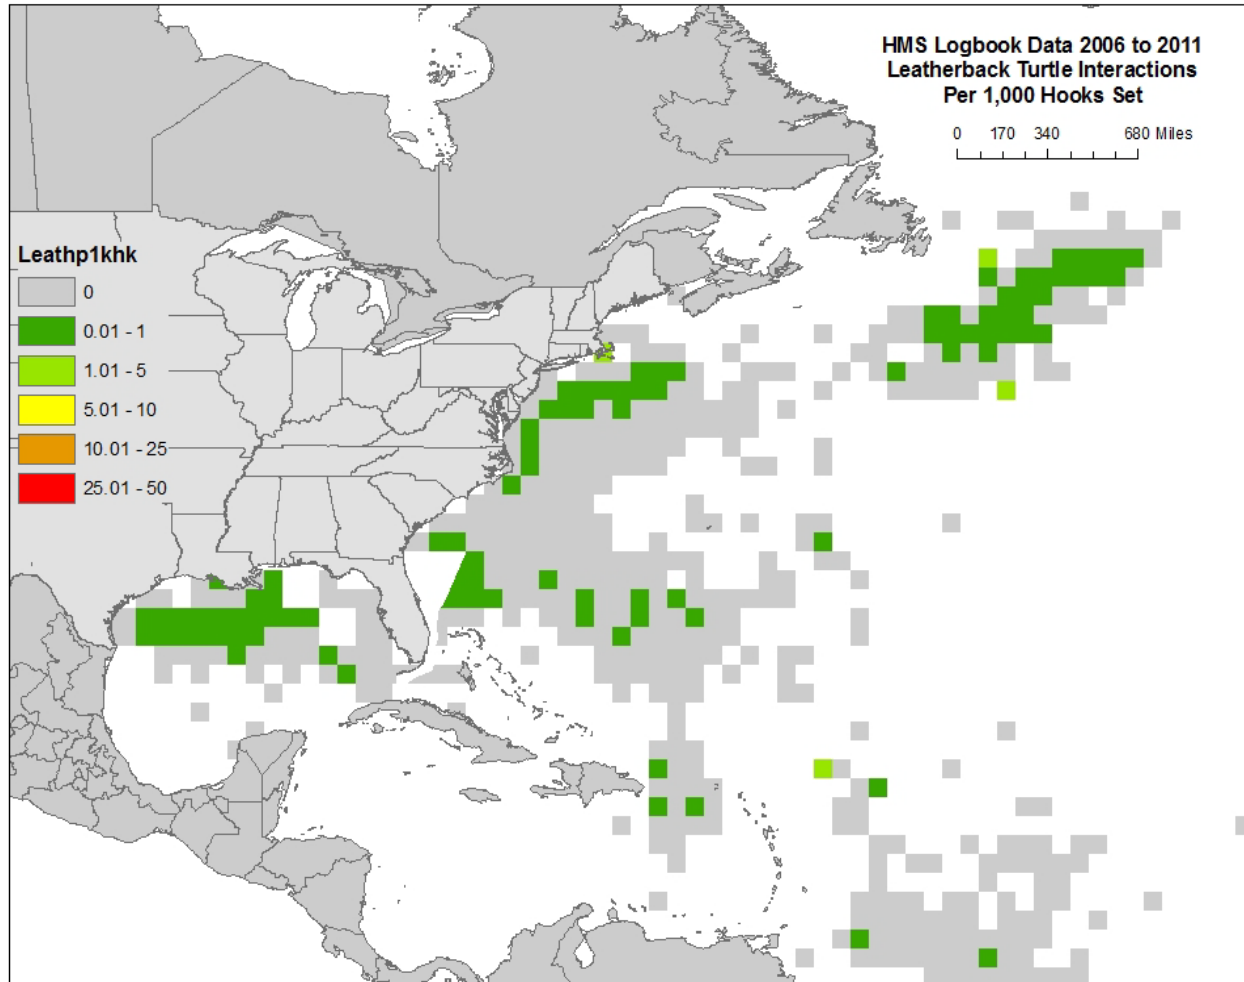 HMS Logbook Data 2006 to 2011
Leatherback Turtle Interactions
Per 1,000 Hooks Set
0 170 340 680 Miles
Leathp1khk
0
0.01 - 1
1.01 - 5
5.01 - 10
10.01 - 25
25.01 - 50